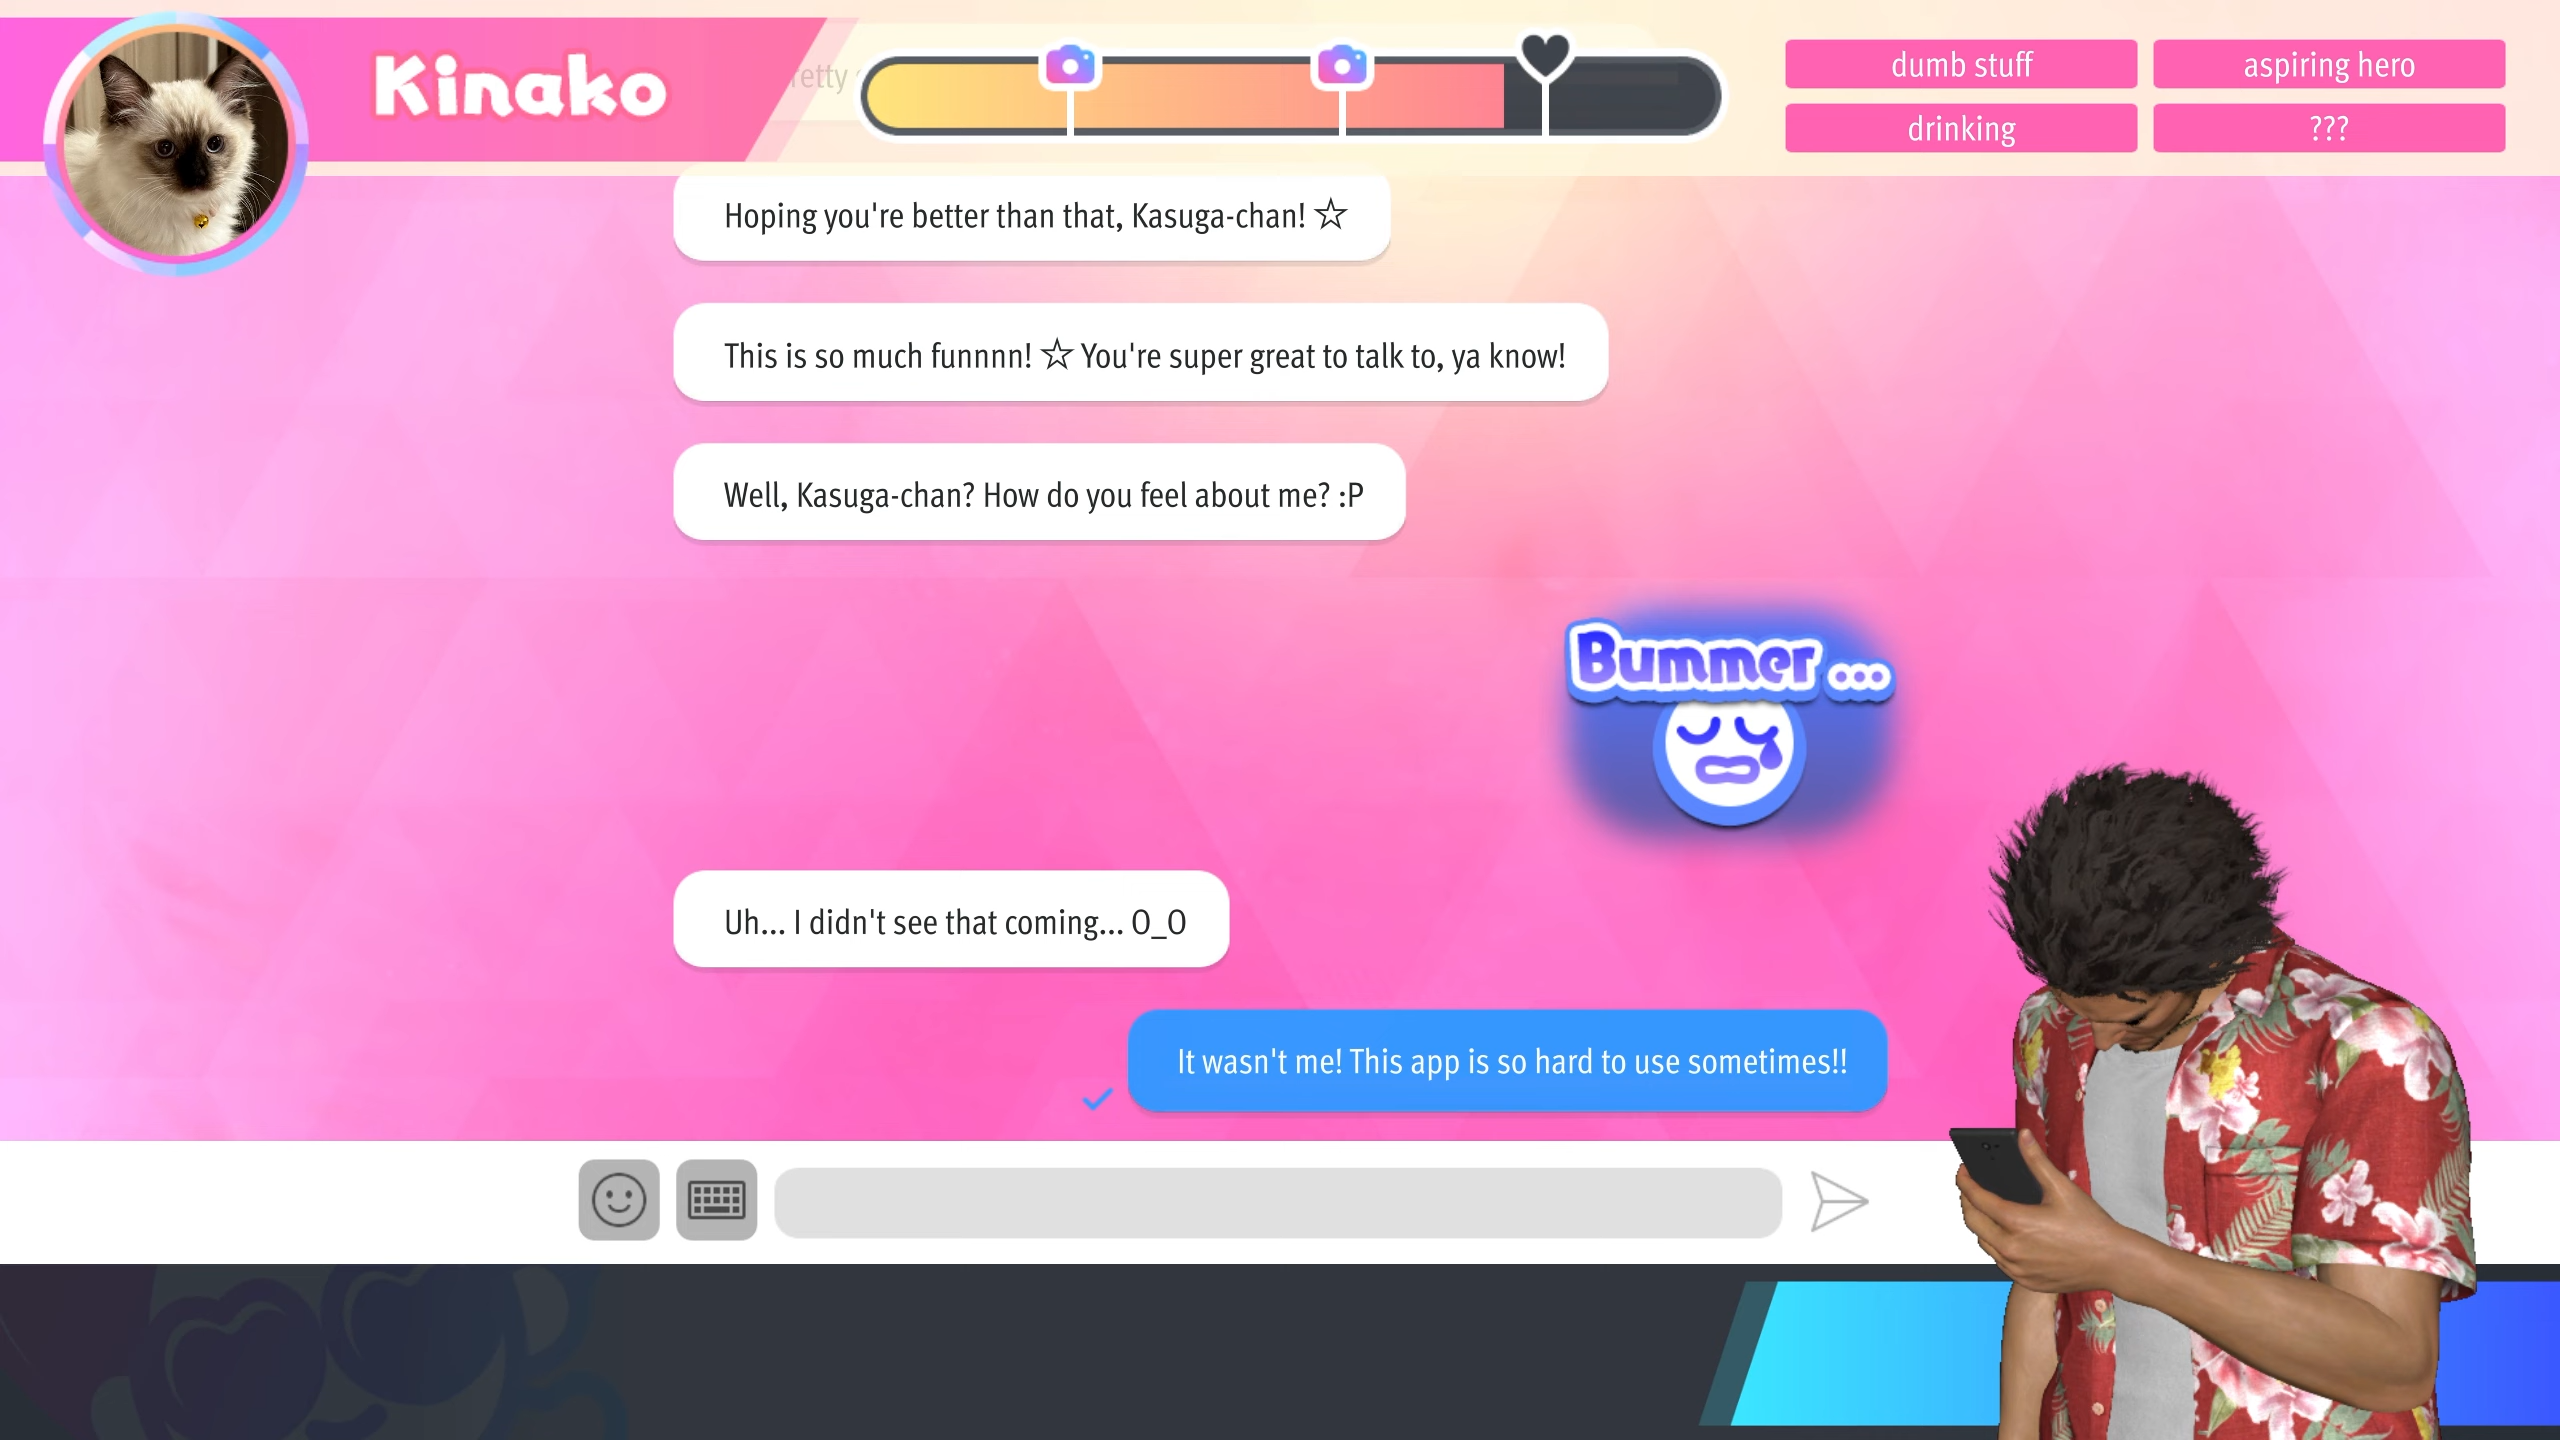 Kinako
dumb stuff
aspiring hero
drinking
???
Hoping you're better than that, Kasuga-chan! ☆
This is so much funnnn! ☆ You're super great to talk to, ya know!
Well, Kasuga-chan? How do you feel about me? :P
Bummer ...
Uh... I didn't see that coming... O_O
It wasn't me! This app is so hard to use sometimes!!